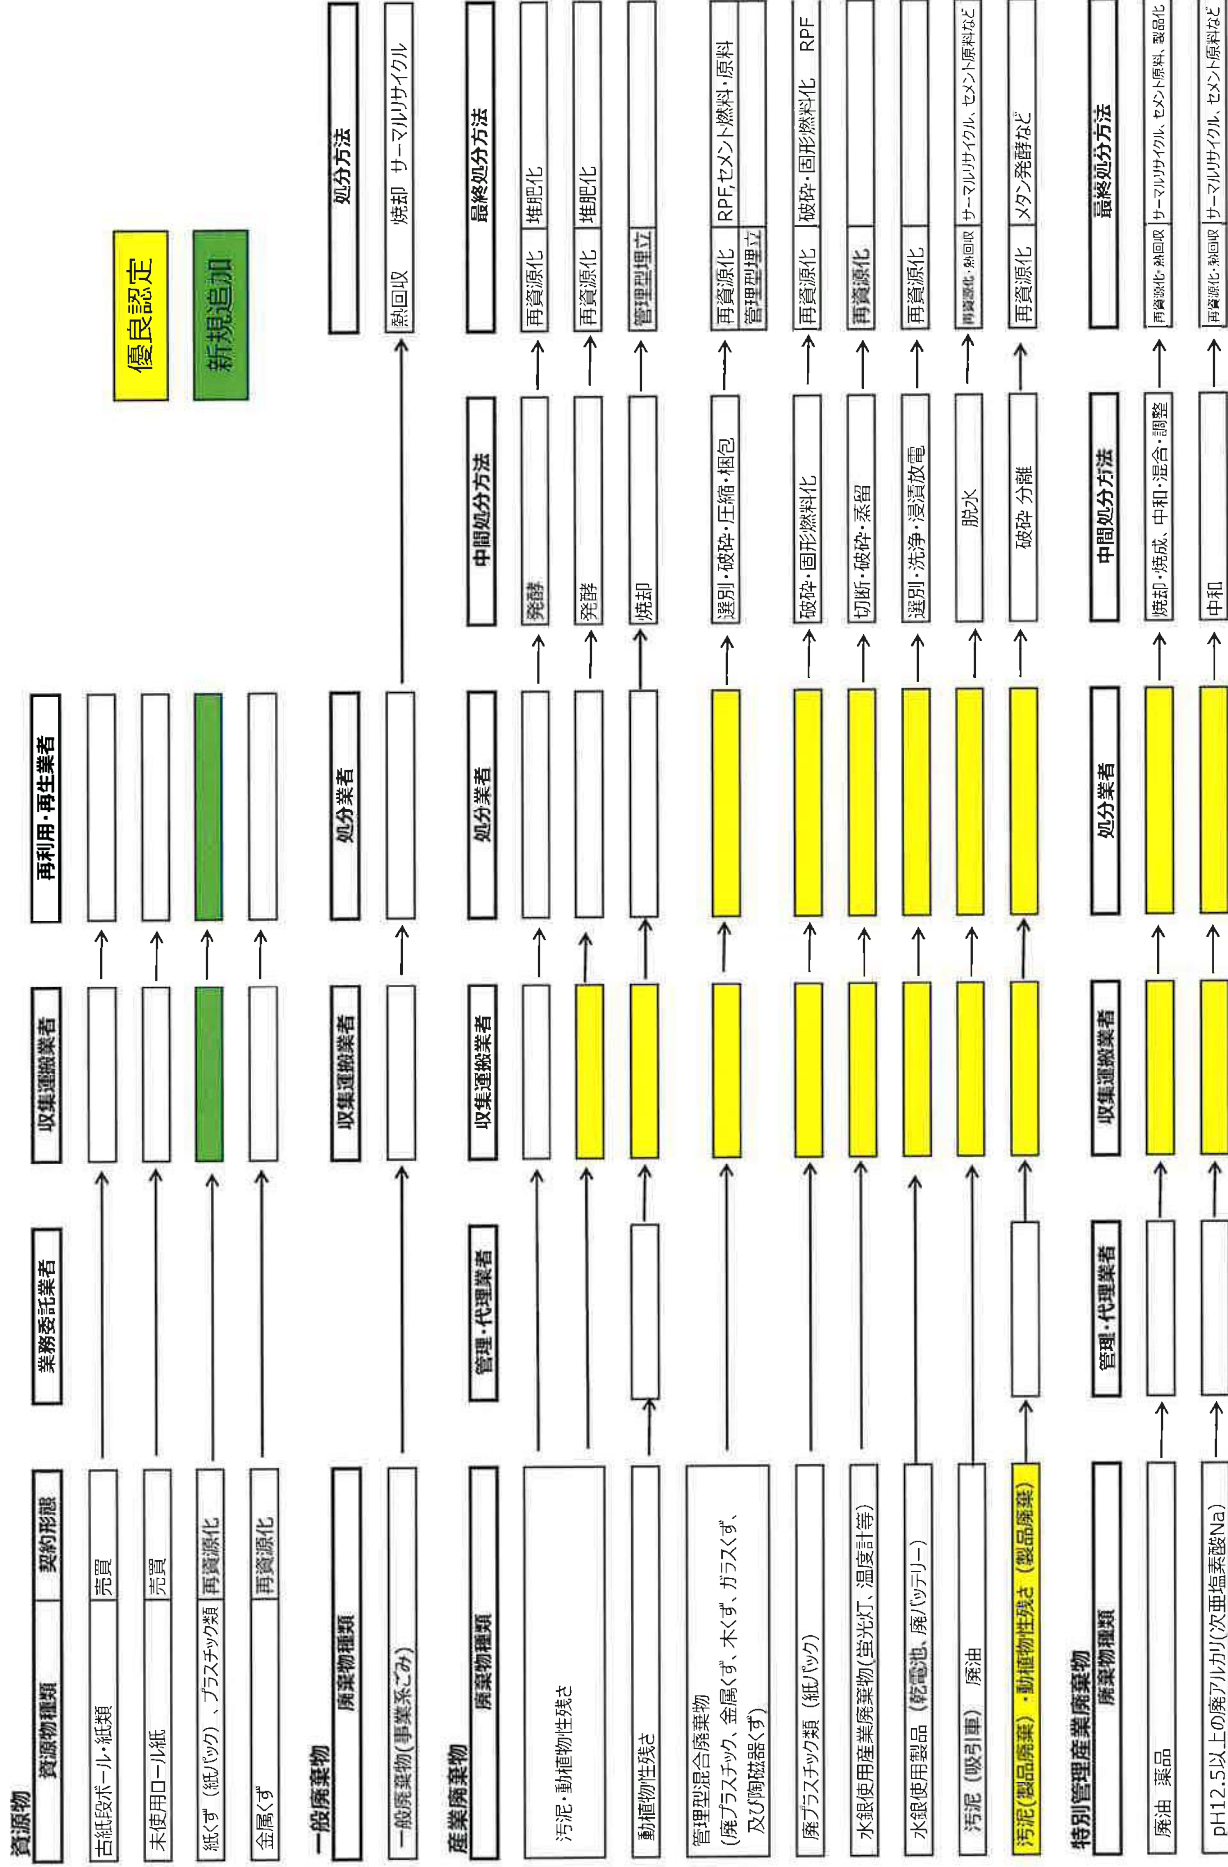 優良認定
新規追加
資源物
資源物種類 契約形態 業務委託業者 収集運搬業者 再利用・再生業者
古紙段ボール・紙類 売買
未使用ロール紙 売買
紙くず（紙パック）、プラスチック類 再資源化
金属くず 再資源化
一般廃棄物
廃棄物種類 収集運搬業者 処分業者 処分方法
一般廃棄物(事業系ごみ) 熱回収 焼却 サーマルリサイクル
産業廃棄物
廃棄物種類 管理・代理業者 収集運搬業者 処分業者 中間処分方法 最終処分方法
汚泥・動植物性残さ 発酵 再資源化 堆肥化
発酵 再資源化 堆肥化
動植物性残さ 焼却 管理型埋立
管理型混合廃棄物
(廃プラスチック、金属くず、木くず、ガラスくず、
及び陶磁器くず)
選別・破砕・圧縮・梱包 再資源化 RPF,セメント燃料・原料
管理型埋立
廃プラスチック類（紙パック） 破砕・固形燃料化 再資源化 破砕・固形燃料化 RPF
水銀使用産業廃棄物(蛍光灯、温度計等) 切断・破砕・蒸留 再資源化
水銀使用製品（乾電池、廃バッテリー） 選別・洗浄・浸漬放電 再資源化
汚泥（吸引車） 廃油 脱水 再資源化・熱回収 サーマルリサイクル、セメント原料など
汚泥(製品廃棄)・動植物性残さ（製品廃棄） 破砕 分離 再資源化 メタン発酵など
特別管理産業廃棄物
廃棄物種類 管理・代理業者 収集運搬業者 処分業者 中間処分方法 最終処分方法
廃油 薬品 焼却・焼成、中和・混合・調整 再資源化・熱回収 サーマルリサイクル、セメント原料、製品化
pH12.5以上の廃アルカリ(次亜塩素酸Na) 中和 再資源化・熱回収 サーマルリサイクル、セメント原料など